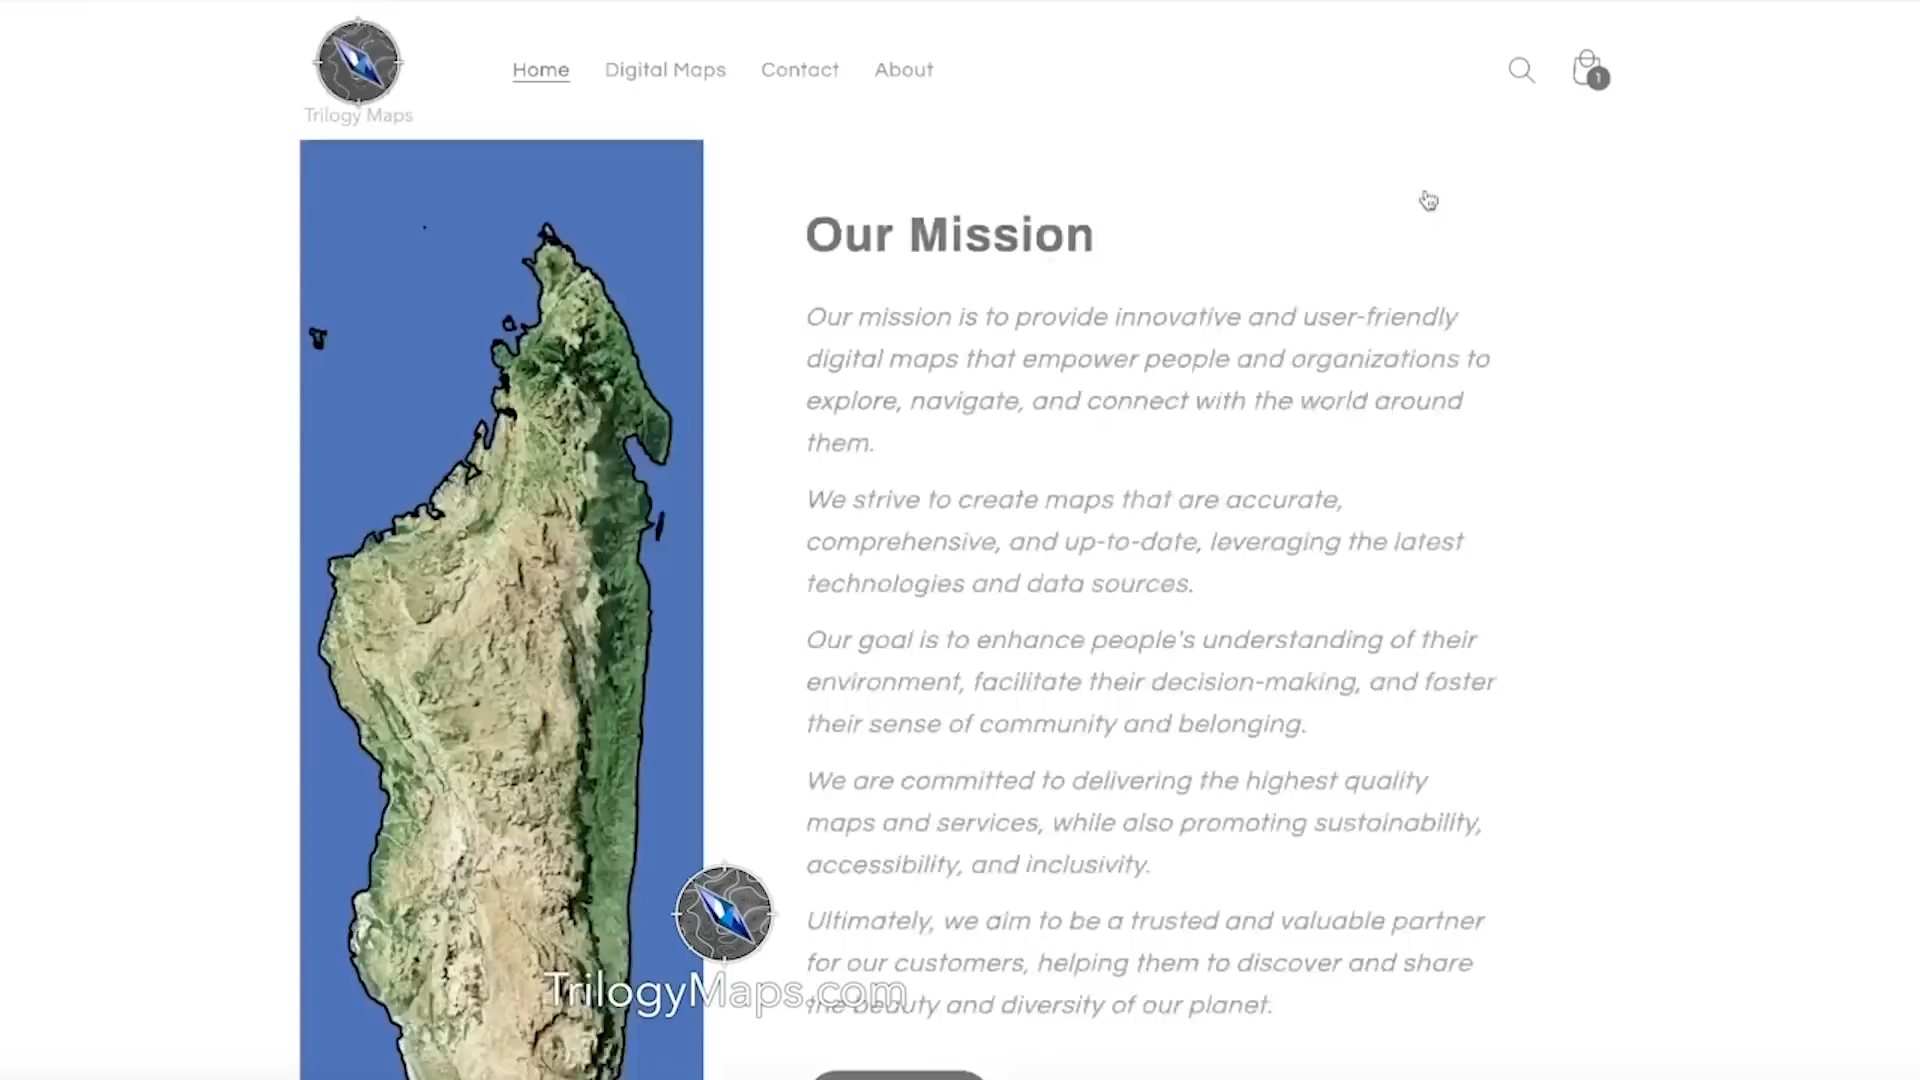 Home Digital Maps Contact About
1
Trilogy Maps
Our Mission
Our mission is to provide innovative and user-friendly
digital maps that empower people and organizations to
explore, navigate, and connect with the world around
them.
We strive to create maps that are accurate,
comprehensive, and up-to-date, leveraging the latest
technologies and data sources.
Our goal is to enhance people's understanding of their
environment, facilitate their decision-making, and foster
their sense of community and belonging.
We are committed to delivering the highest quality
maps and services, while also promoting sustainability,
accessibility, and inclusivity.
Ultimately, we aim to be a trusted and valuable partner
for our customers, helping them to discover and share
the beauty and diversity of our planet.
TrilogyMaps.com